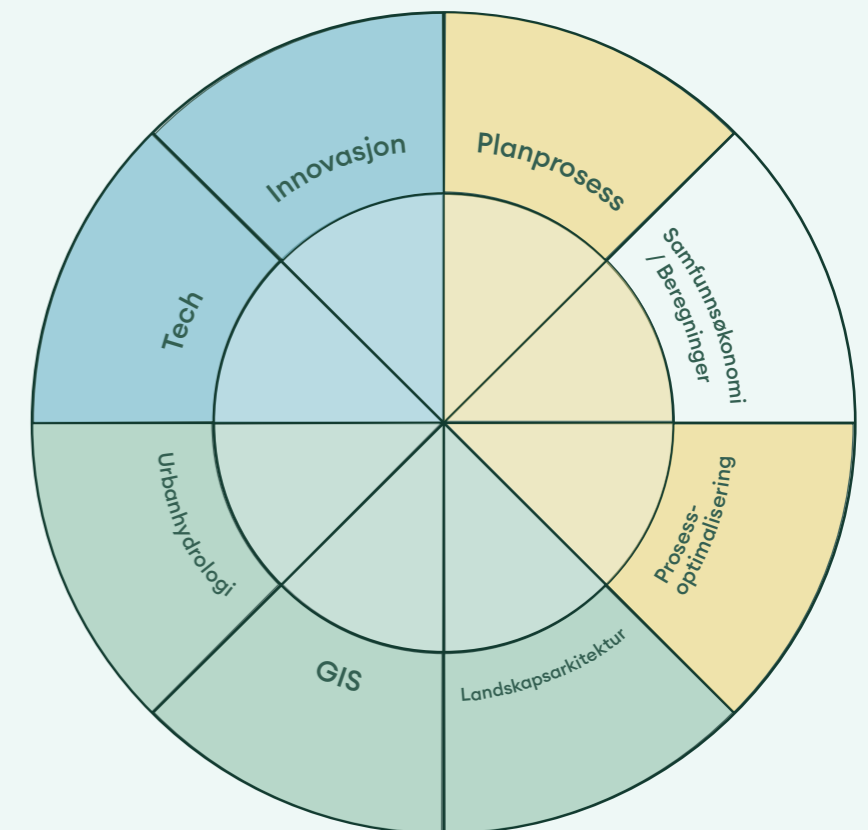 Innovasjon
Planprosess
Samfunnsøkonomi
/ Beregninger
Prosess-
optimalisering
Landskapsarkitektur
GIS
Urbanhydrologi
Tech